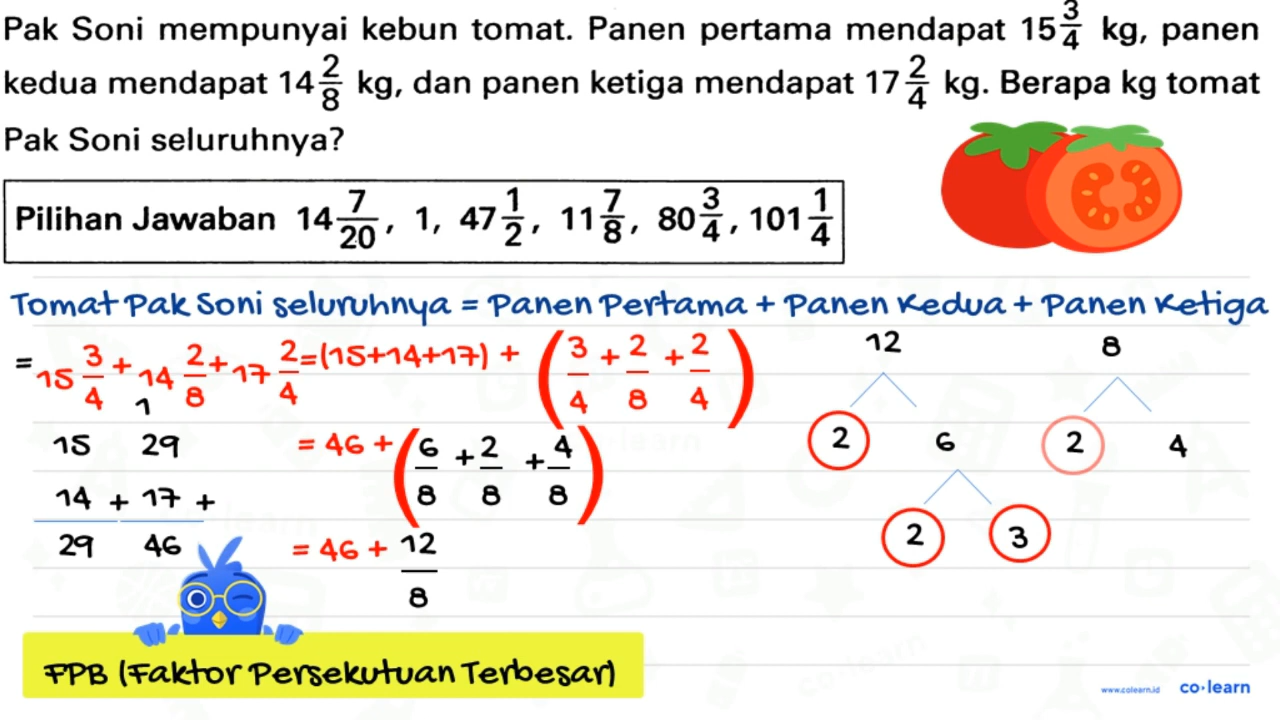 Pak Soni mempunyai kebun tomat. Panen pertama mendapat 15 3/4 kg, panen
kedua mendapat 14 2/8 kg, dan panen ketiga mendapat 17 2/4 kg. Berapa kg tomat
Pak Soni seluruhnya?
Pilihan Jawaban 14 7/20, 1, 47 1/2, 11 7/8, 80 3/4, 101 1/4
Tomat Pak Soni seluruhnya = Panen Pertama + Panen Kedua + Panen Ketiga
= 15 3/4 + 14 2/8 + 17 2/4 = (15+14+17) + (3/4 + 2/8 + 2/4)
1
15 29
14 + 17 +
29 46
= 46 + (6/8 + 2/8 + 4/8)
= 46 + 12/8
12 8
2 6 2 4
2 3
FPB (Faktor Persekutuan Terbesar)
www.colearn.id co·learn